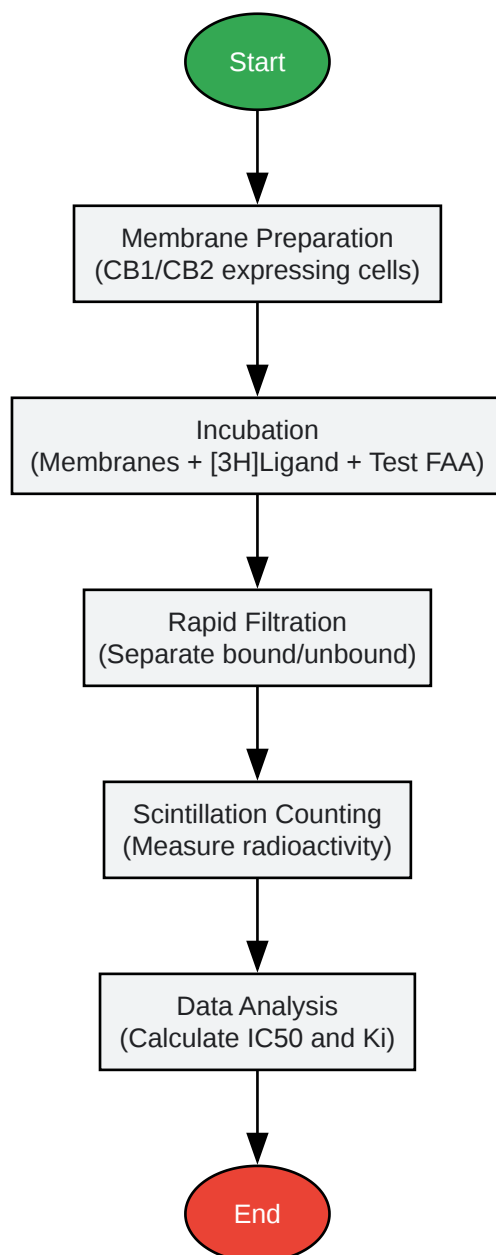 Start
Membrane Preparation
(CB1/CB2 expressing cells)
Incubation
(Membranes + [3H]Ligand + Test FAA)
Rapid Filtration
(Separate bound/unbound)
Scintillation Counting
(Measure radioactivity)
Data Analysis
(Calculate IC50 and Ki)
End